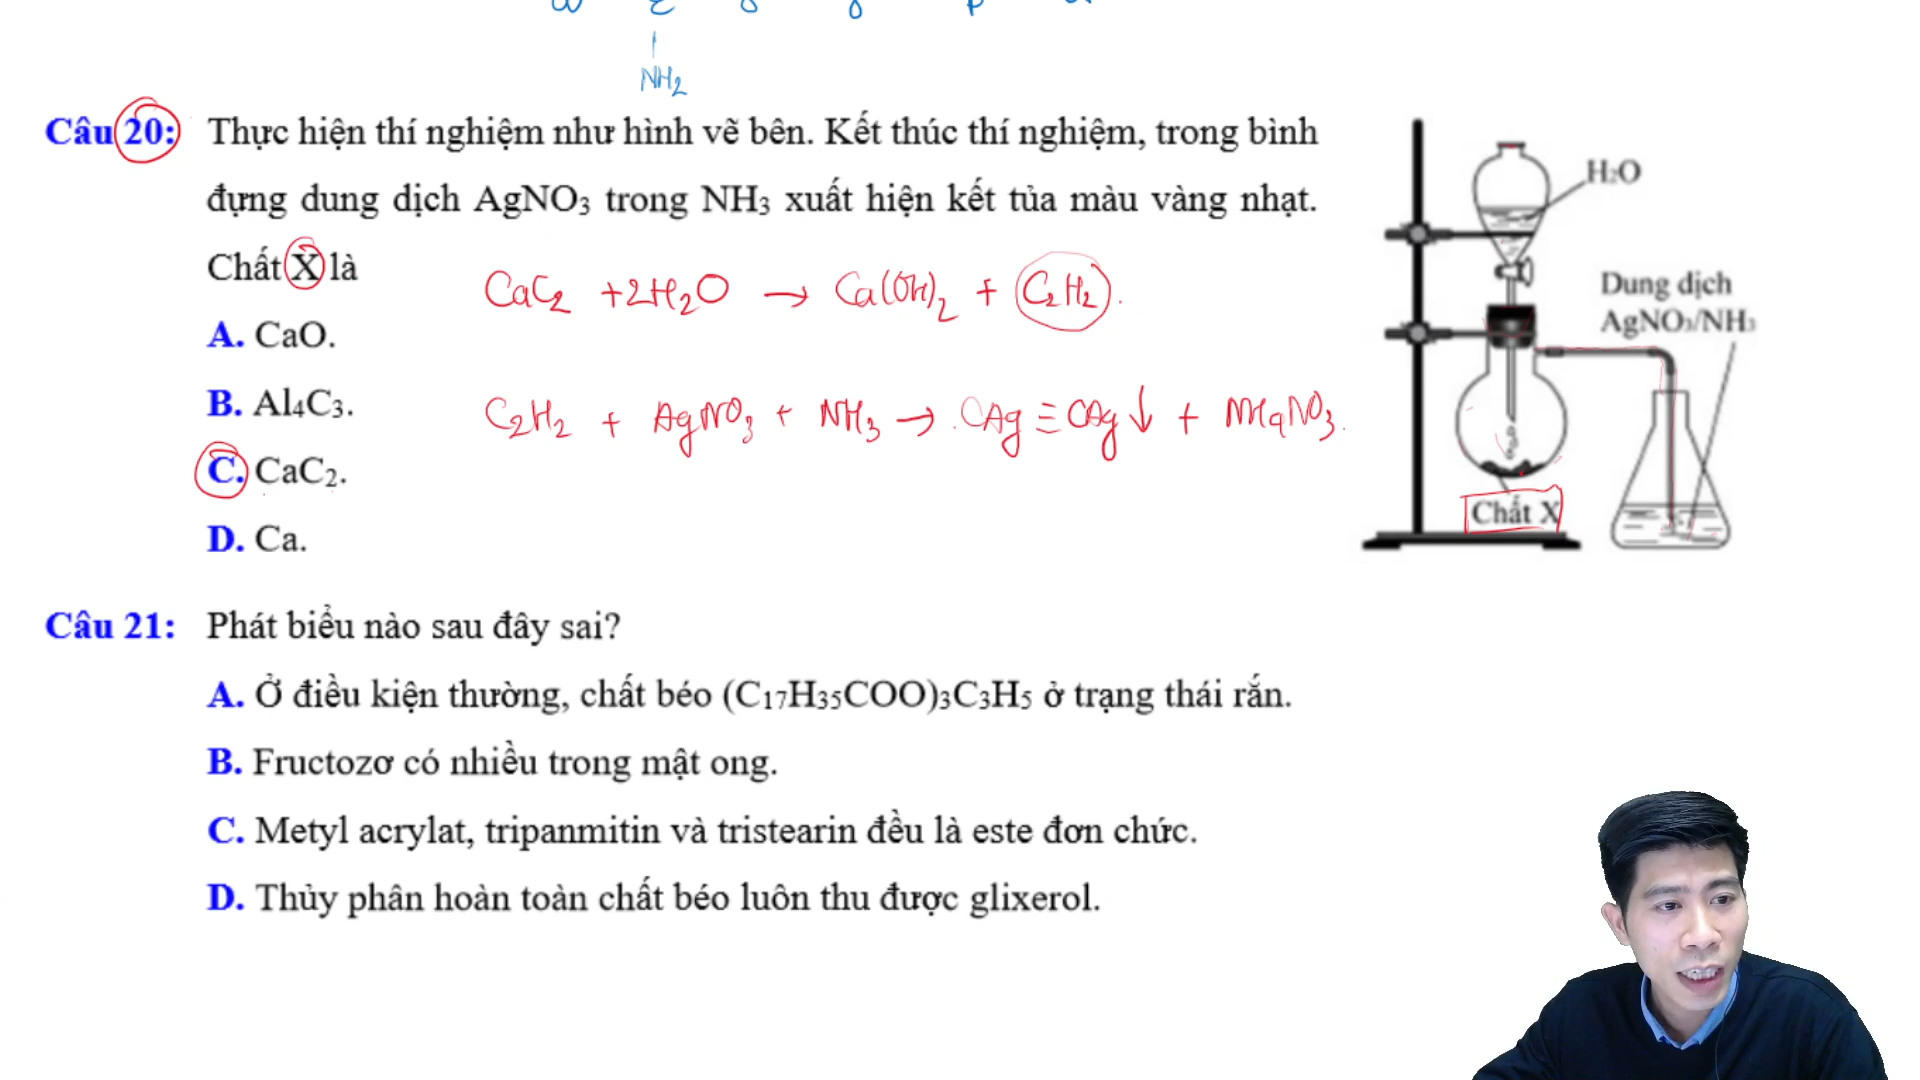 NH2
Câu 20: Thực hiện thí nghiệm như hình vẽ bên. Kết thúc thí nghiệm, trong bình
đựng dung dịch AgNO3 trong NH3 xuất hiện kết tủa màu vàng nhạt.
Chất X là
CaC2 + 2H2O → Ca(OH)2 + C2H2.
A. CaO.
B. Al4C3.
C2H2 + AgNO3 + NH3 → CAg ≡ CAg ↓ + NH4NO3.
C. CaC2.
D. Ca.
H2O
Dung dịch
AgNO3/NH3
Chất X
Câu 21: Phát biểu nào sau đây sai?
A. Ở điều kiện thường, chất béo (C17H35COO)3C3H5 ở trạng thái rắn.
B. Fructozơ có nhiều trong mật ong.
C. Metyl acrylat, tripanmitin và tristearin đều là este đơn chức.
D. Thủy phân hoàn toàn chất béo luôn thu được glixerol.